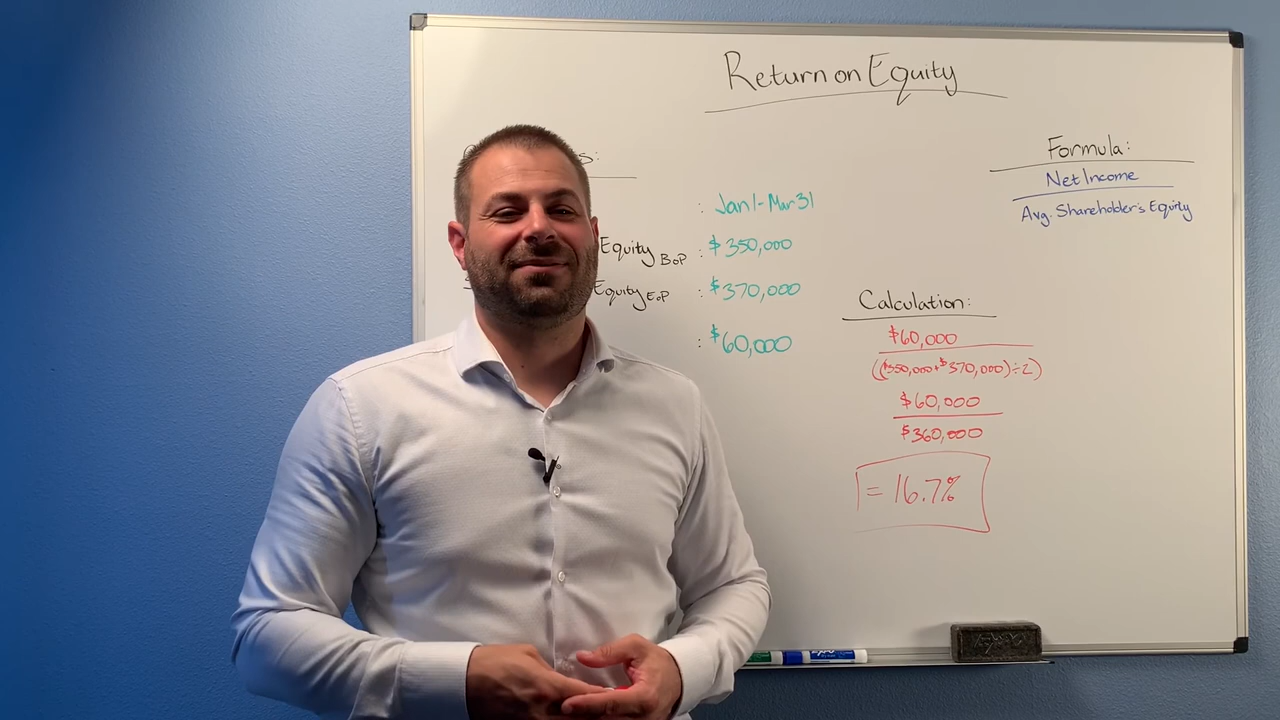 Return on Equity
s:
: Jan 1 - Mar 31
Equity BoP : $350,000
Equity EoP : $370,000
: $60,000
Formula:
Net Income
Avg. Shareholder's Equity
Calculation:
$60,000
(($350,000+$370,000)÷2)
$60,000
$360,000
= 16.7%
EXPO